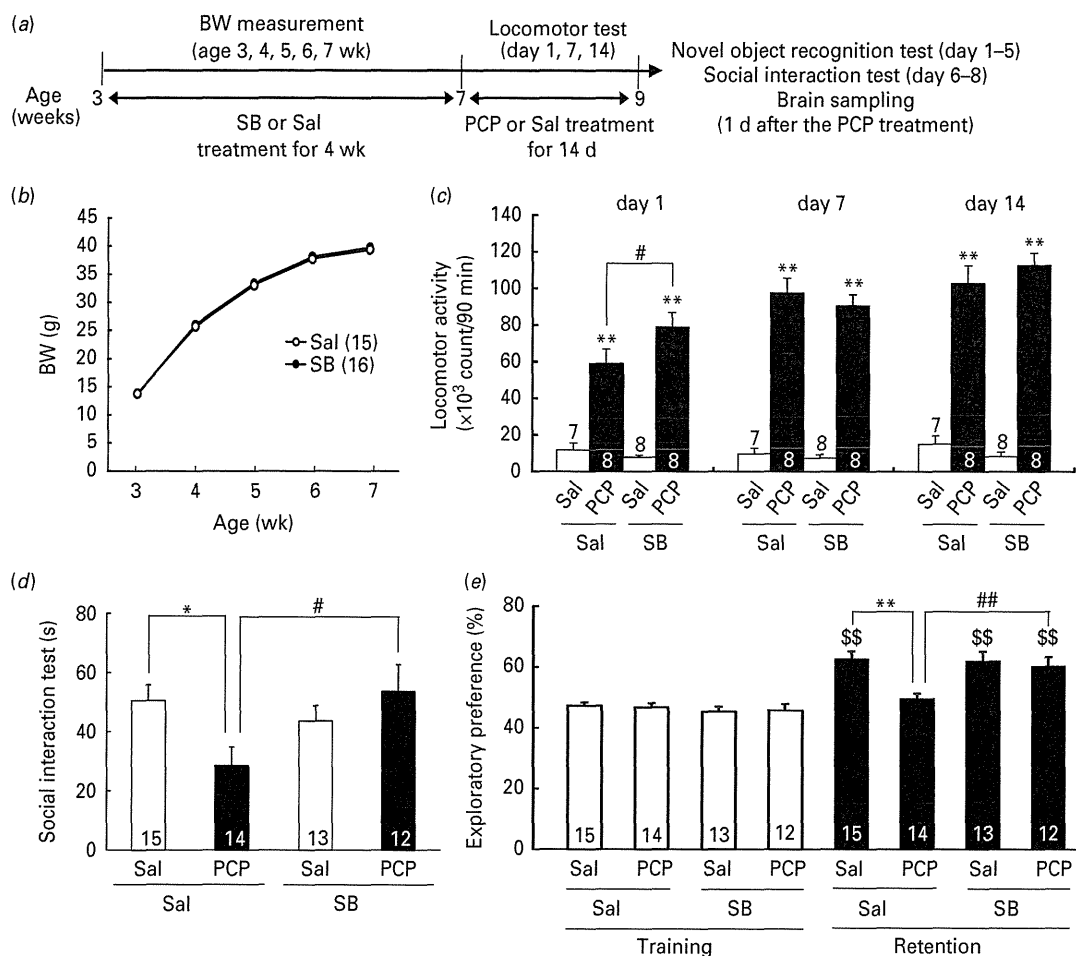 (a)
BW measurement
(age 3, 4, 5, 6, 7 wk)
Locomotor test
(day 1, 7, 14)
Novel object recognition test (day 1–5)
Social interaction test (day 6–8)
Brain sampling
(1 d after the PCP treatment)
Age
(weeks)
3
7
9
SB or Sal
treatment for 4 wk
PCP or Sal treatment
for 14 d
(b)
BW (g)
45
40
35
30
25
20
15
10
5
0
3 4 5 6 7
Age (wk)
Sal (15)
SB (16)
(c)
day 1 day 7 day 14
Locomotor activity
(×10³ count/90 min)
120
100
80
60
40
20
0
#
** ** ** ** ** **
7 8 8 8 7 8 8 8 7 8 8 8
Sal PCP Sal PCP Sal PCP Sal PCP Sal PCP Sal PCP
Sal SB Sal SB Sal SB
(d)
Social interaction test (s)
80
60
40
20
0
* #
15 14 13 12
Sal PCP Sal PCP
Sal SB
(e)
Exploratory preference (%)
80
60
40
20
0
** ##
$$ $$ $$
15 14 13 12 15 14 13 12
Sal PCP Sal PCP Sal PCP Sal PCP
Sal SB Sal SB
Training Retention